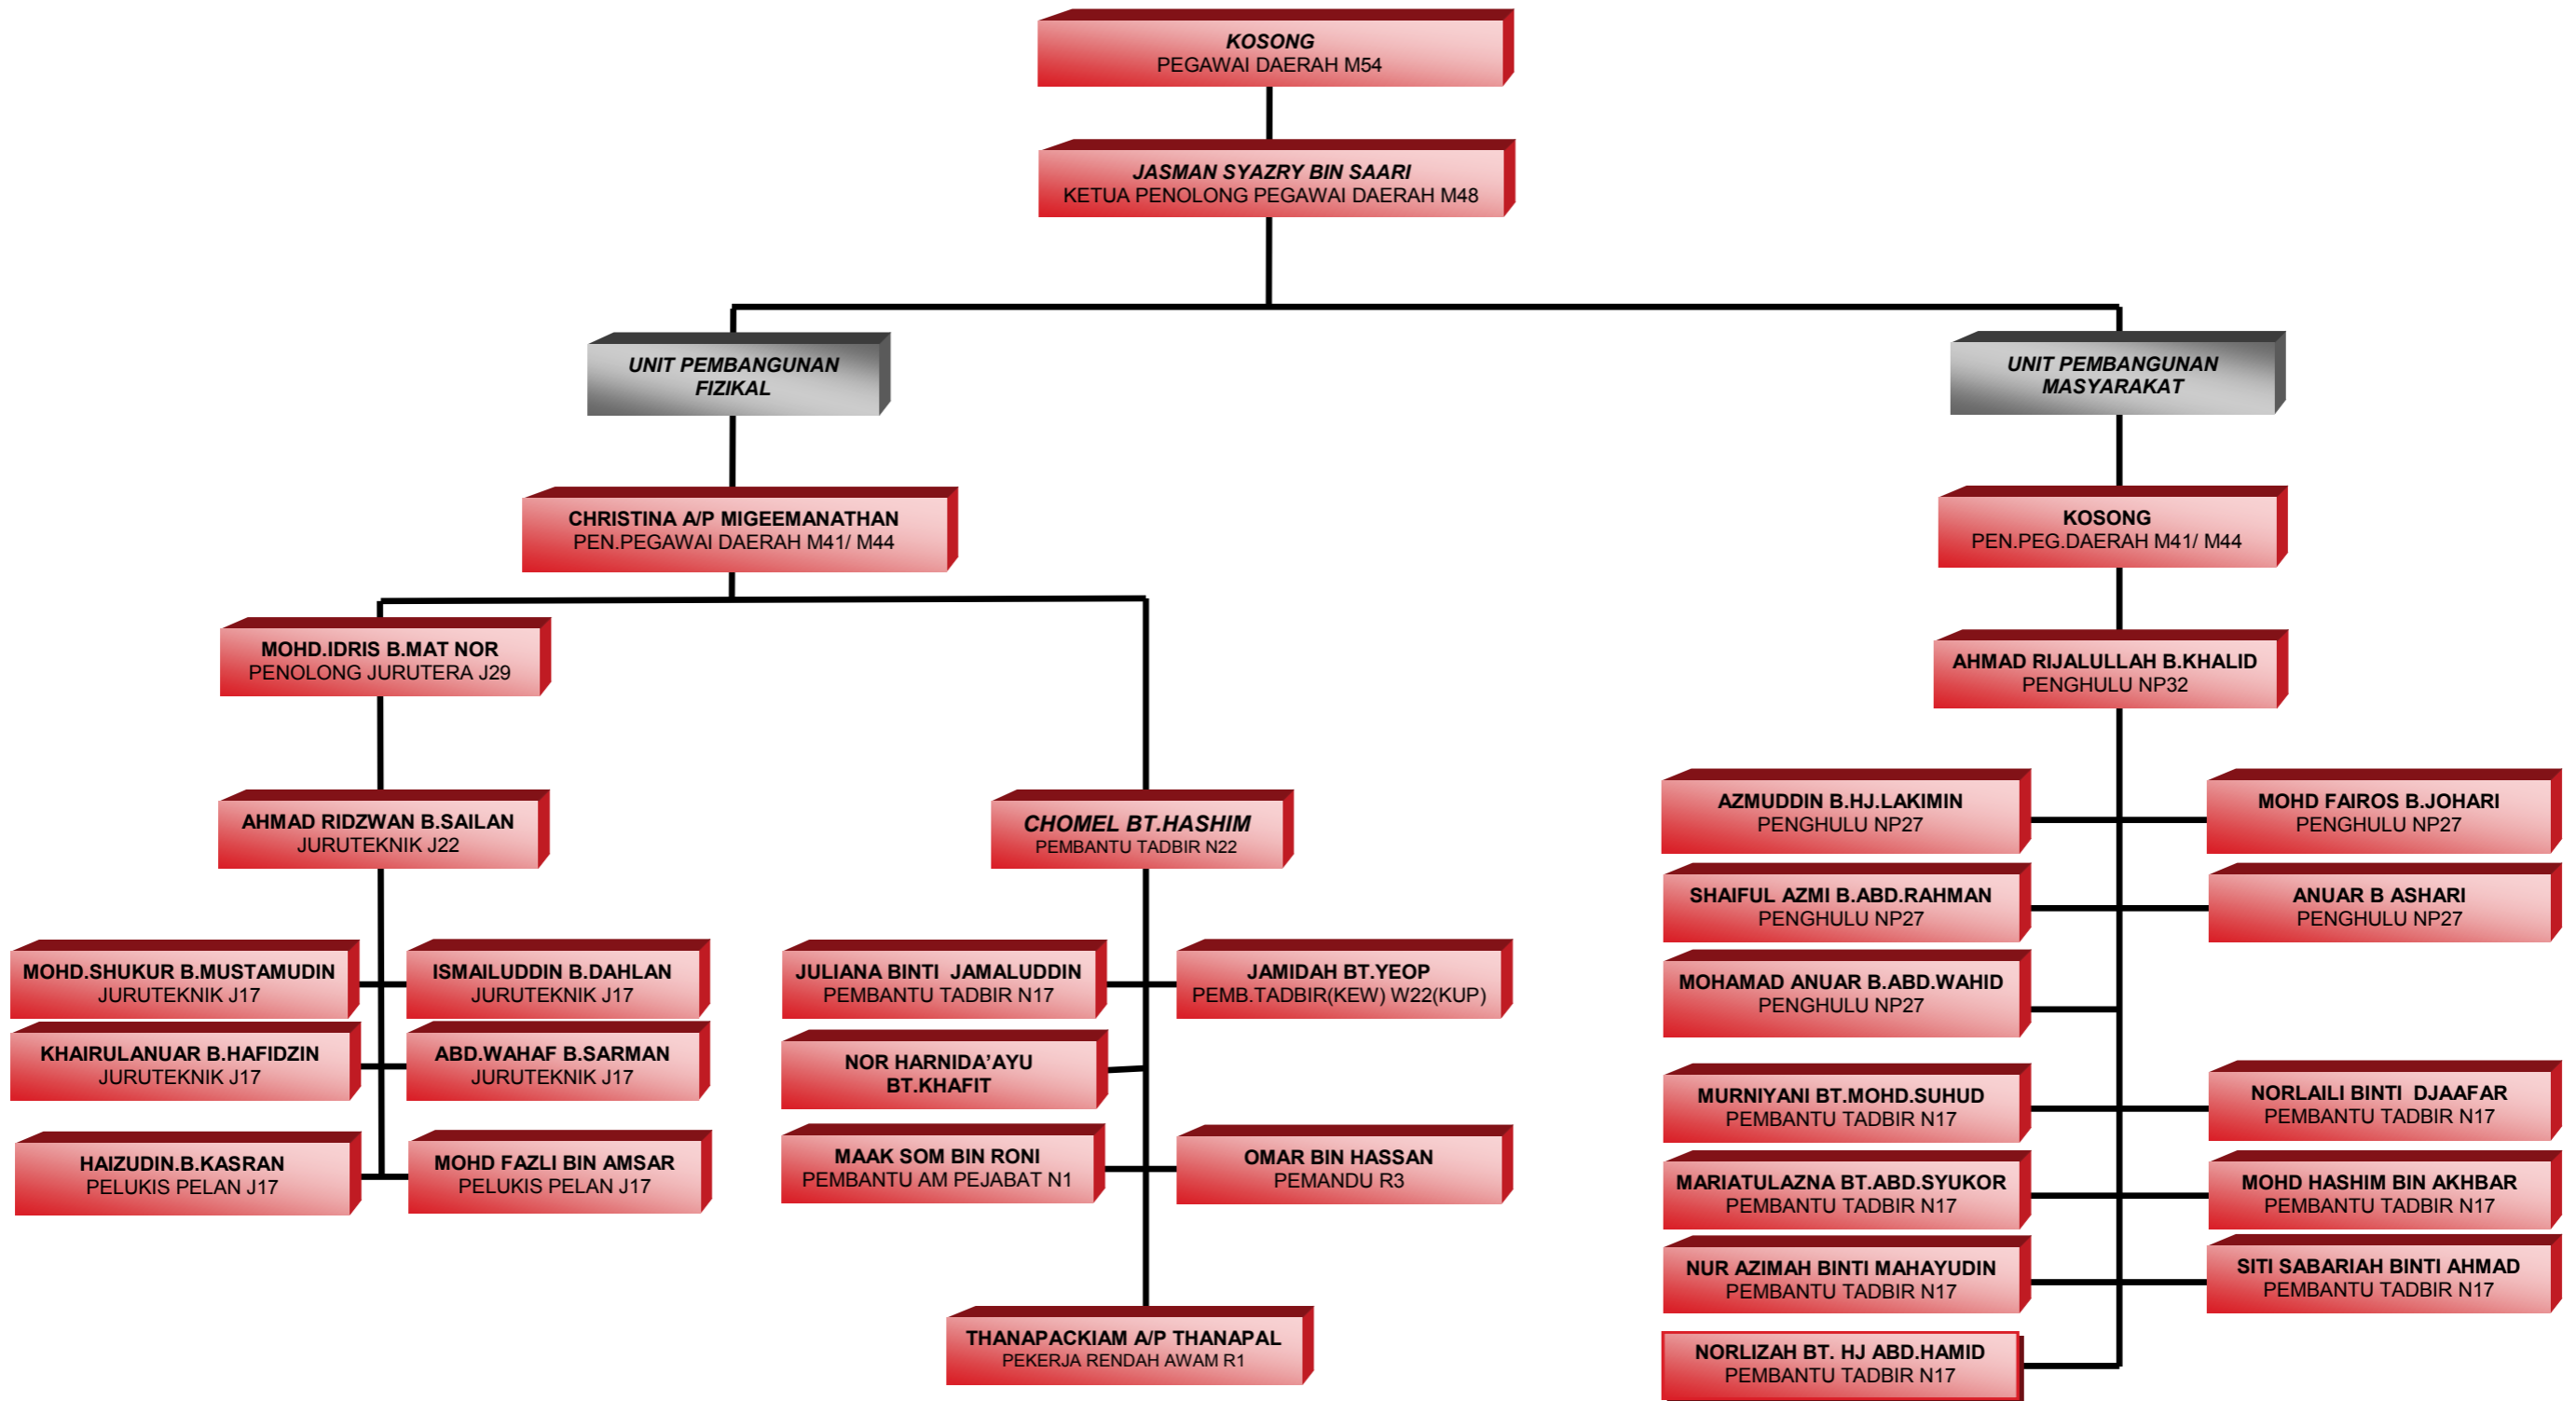 KOSONG
PEGAWAI DAERAH M54
JASMAN SYAZRY BIN SAARI
KETUA PENOLONG PEGAWAI DAERAH M48
UNIT PEMBANGUNAN
FIZIKAL
CHRISTINA A/P MIGEEMANATHAN
PEN.PEGAWAI DAERAH M41/ M44
MOHD.IDRIS B.MAT NOR
PENOLONG JURUTERA J29
AHMAD RIDZWAN B.SAILAN
JURUTEKNIK J22
MOHD.SHUKUR B.MUSTAMUDIN
JURUTEKNIK J17
ISMAILUDDIN B.DAHLAN
JURUTEKNIK J17
KHAIRULANUAR B.HAFIDZIN
JURUTEKNIK J17
ABD.WAHAF B.SARMAN
JURUTEKNIK J17
HAIZUDIN.B.KASRAN
PELUKIS PELAN J17
MOHD FAZLI BIN AMSAR
PELUKIS PELAN J17
CHOMEL BT.HASHIM
PEMBANTU TADBIR N22
JULIANA BINTI  JAMALUDDIN
PEMBANTU TADBIR N17
JAMIDAH BT.YEOP
PEMB.TADBIR(KEW) W22(KUP)
NOR HARNIDA’AYU
BT.KHAFIT
MAAK SOM BIN RONI
PEMBANTU AM PEJABAT N1
OMAR BIN HASSAN
PEMANDU R3
THANAPACKIAM A/P THANAPAL
PEKERJA RENDAH AWAM R1
UNIT PEMBANGUNAN
MASYARAKAT
KOSONG
PEN.PEG.DAERAH M41/ M44
AHMAD RIJALULLAH B.KHALID
PENGHULU NP32
AZMUDDIN B.HJ.LAKIMIN
PENGHULU NP27
MOHD FAIROS B.JOHARI
PENGHULU NP27
SHAIFUL AZMI B.ABD.RAHMAN
PENGHULU NP27
ANUAR B ASHARI
PENGHULU NP27
MOHAMAD ANUAR B.ABD.WAHID
PENGHULU NP27
MURNIYANI BT.MOHD.SUHUD
PEMBANTU TADBIR N17
NORLAILI BINTI  DJAAFAR
PEMBANTU TADBIR N17
MARIATULAZNA BT.ABD.SYUKOR
PEMBANTU TADBIR N17
MOHD HASHIM BIN AKHBAR
PEMBANTU TADBIR N17
NUR AZIMAH BINTI MAHAYUDIN
PEMBANTU TADBIR N17
SITI SABARIAH BINTI AHMAD
PEMBANTU TADBIR N17
NORLIZAH BT. HJ ABD.HAMID
PEMBANTU TADBIR N17